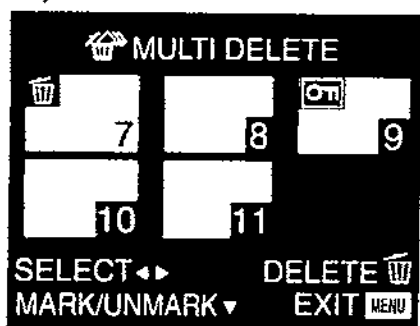 MULTI DELETE
7 8 9
10 11
SELECT◂▸ DELETE
MARK/UNMARK▾ EXIT MENU